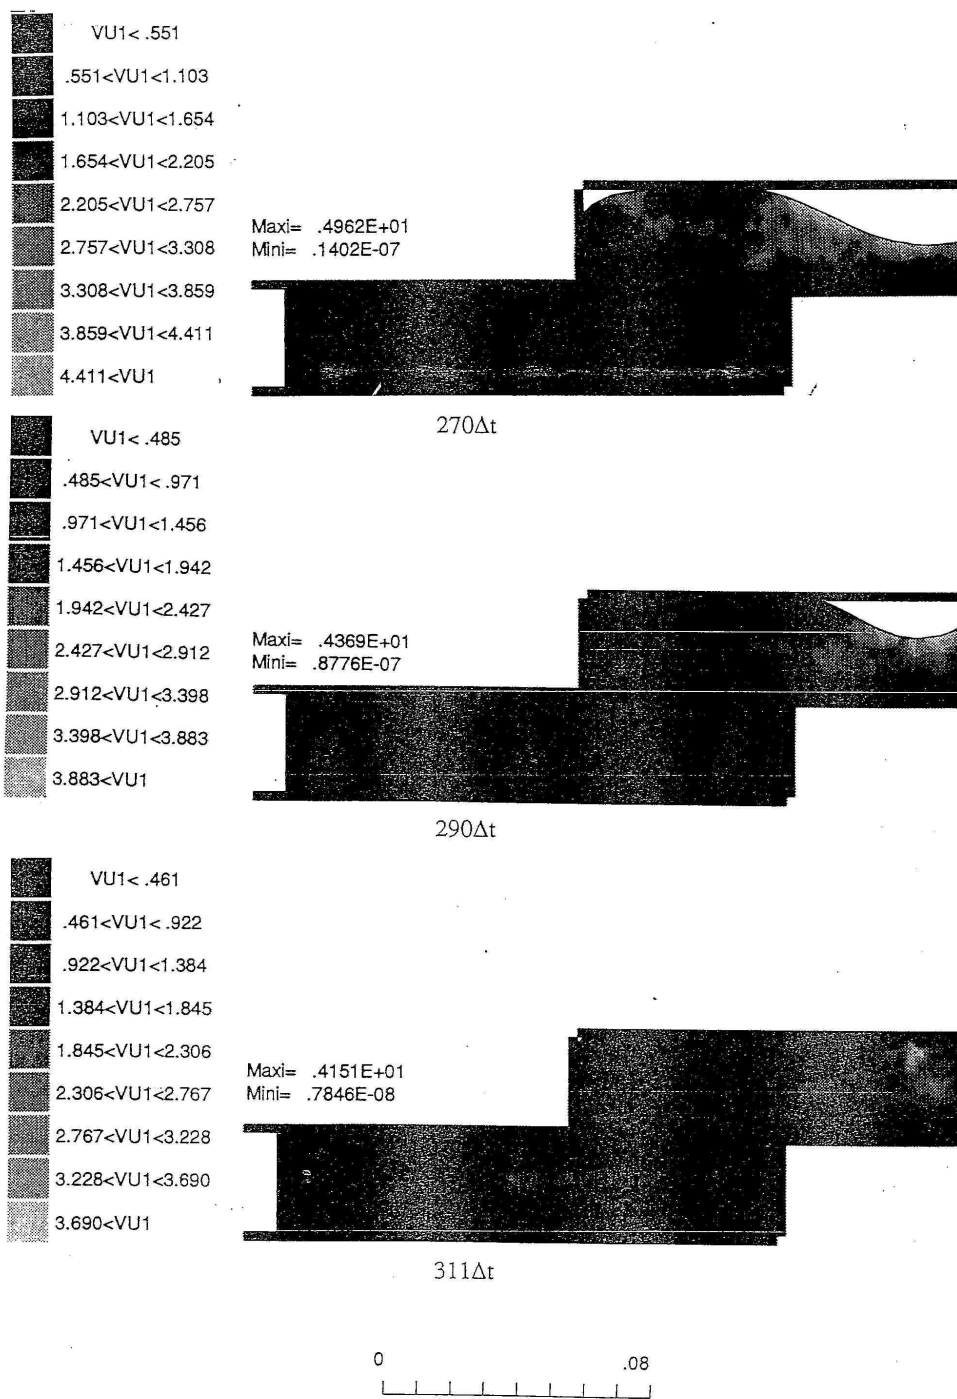 VU1< .551
.551<VU1<1.103
1.103<VU1<1.654
1.654<VU1<2.205
2.205<VU1<2.757
2.757<VU1<3.308
3.308<VU1<3.859
3.859<VU1<4.411
4.411<VU1
Maxi= .4962E+01
Mini= .1402E-07
270Δt
VU1< .485
.485<VU1< .971
.971<VU1<1.456
1.456<VU1<1.942
1.942<VU1<2.427
2.427<VU1<2.912
2.912<VU1<3.398
3.398<VU1<3.883
3.883<VU1
Maxi= .4369E+01
Mini= .8776E-07
290Δt
VU1< .461
.461<VU1< .922
.922<VU1<1.384
1.384<VU1<1.845
1.845<VU1<2.306
2.306<VU1<2.767
2.767<VU1<3.228
3.228<VU1<3.690
3.690<VU1
Maxi= .4151E+01
Mini= .7846E-08
311Δt
0 .08